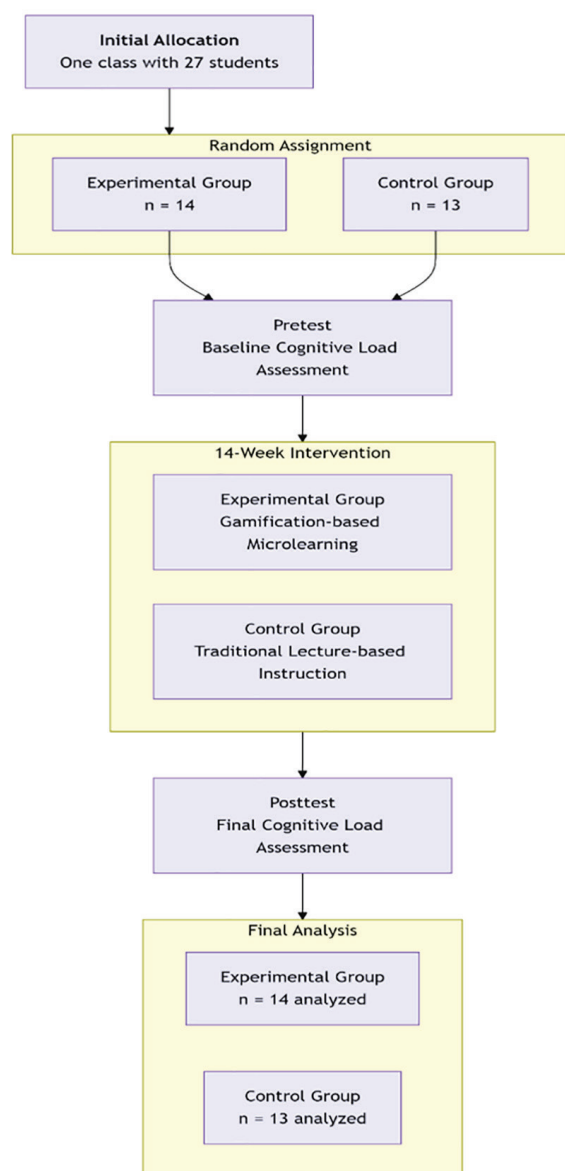 Initial Allocation
One class with 27 students
Random Assignment
Experimental Group
n = 14
Control Group
n = 13
Pretest
Baseline Cognitive Load
Assessment
14-Week Intervention
Experimental Group
Gamification-based
Microlearning
Control Group
Traditional Lecture-based
Instruction
Posttest
Final Cognitive Load
Assessment
Final Analysis
Experimental Group
n = 14 analyzed
Control Group
n = 13 analyzed